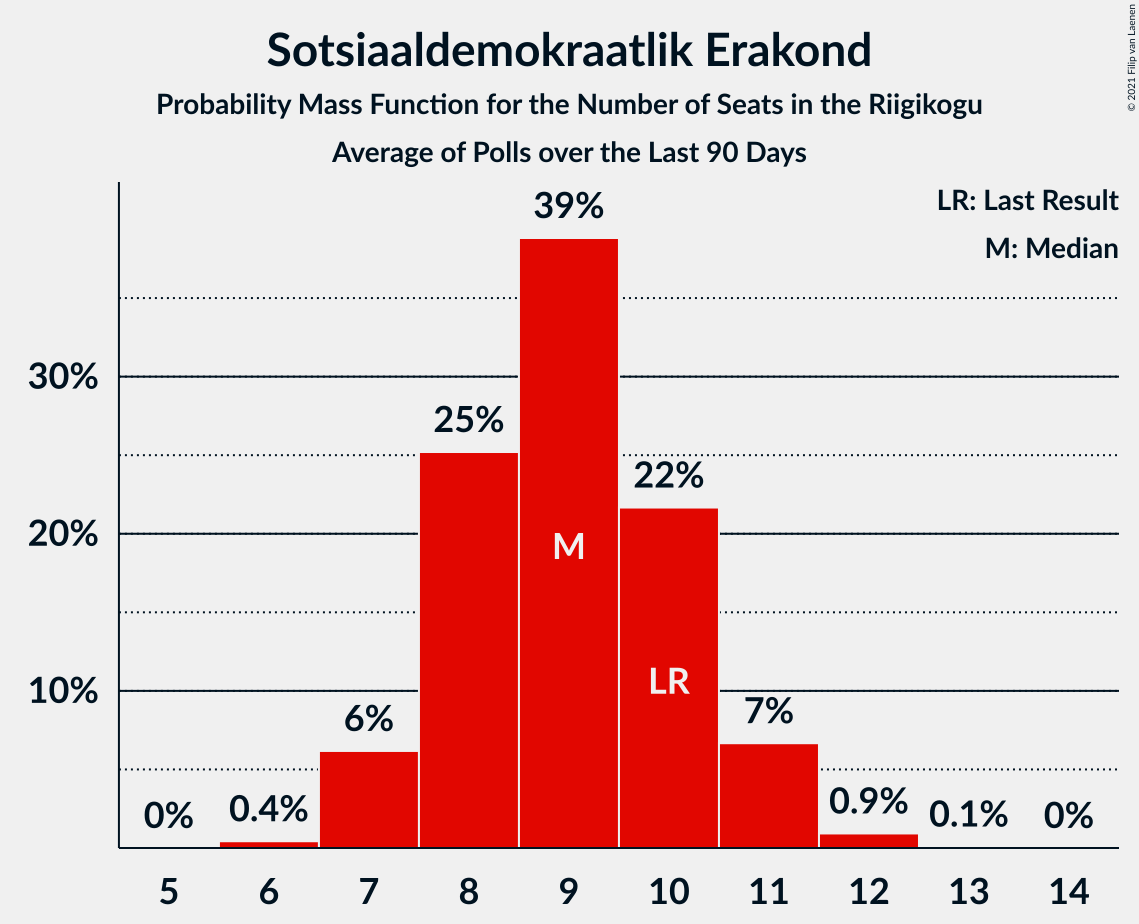 Sotsiaaldemokraatlik Erakond
Probability Mass Function for the Number of Seats in the Riigikogu
Average of Polls over the Last 90 Days
© 2021 Filip van Laenen
LR: Last Result
M: Median
39%
30%
25%
22%
20%
M
LR
10%
6%
7%
0%
0.4%
0.9%
0.1%
0%
5 6 7 8 9 10 11 12 13 14